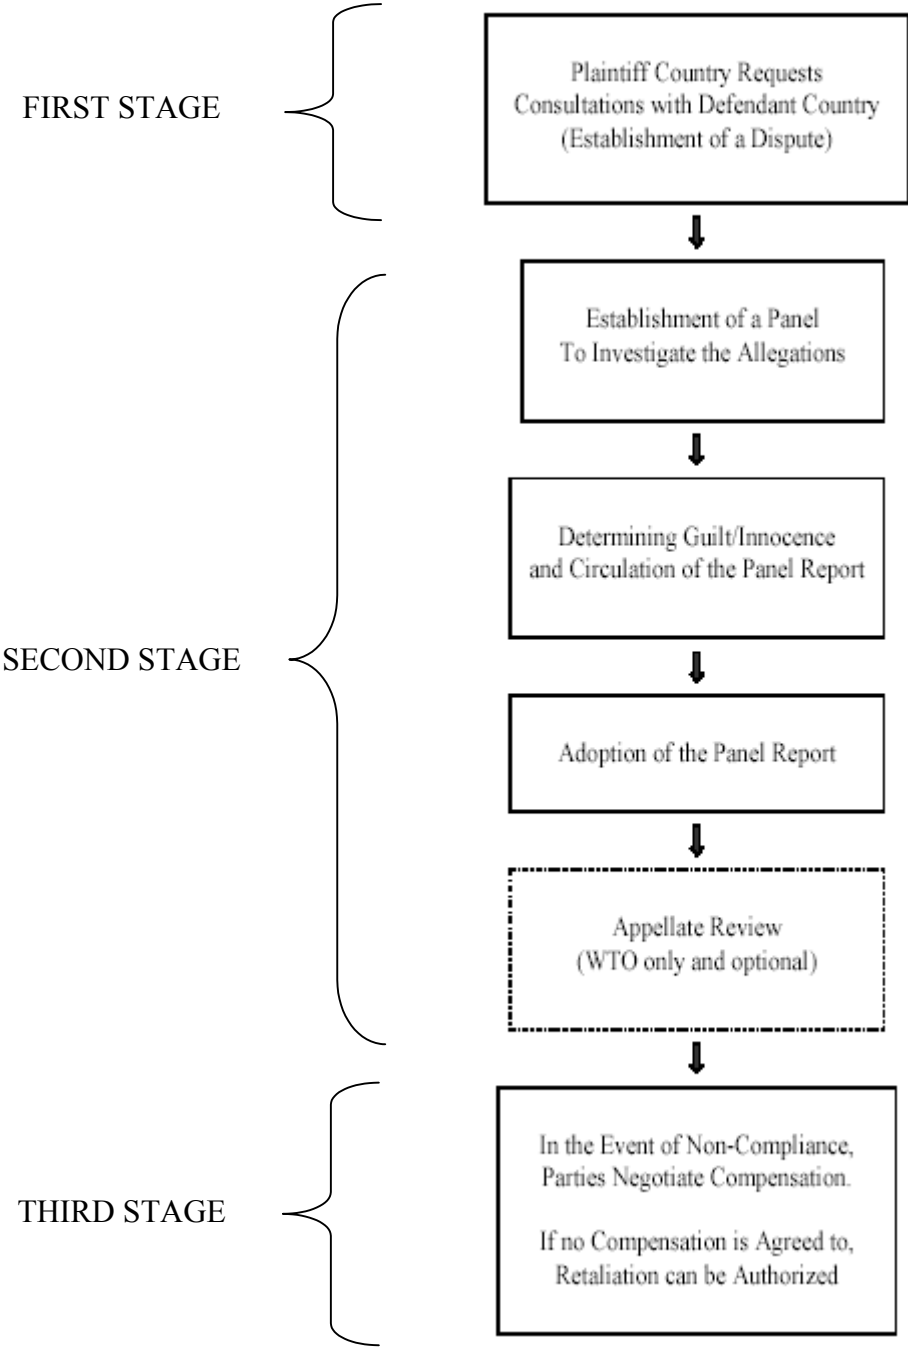 FIRST STAGE
Plaintiff Country Requests
Consultations with Defendant Country
(Establishment of a Dispute)
Establishment of a Panel
To Investigate the Allegations
Determining Guilt/Innocence
and Circulation of the Panel Report
SECOND STAGE
Adoption of the Panel Report
Appellate Review
(WTO only and optional)
In the Event of Non-Compliance,
Parties Negotiate Compensation.
THIRD STAGE
If no Compensation is Agreed to,
Retaliation can be Authorized